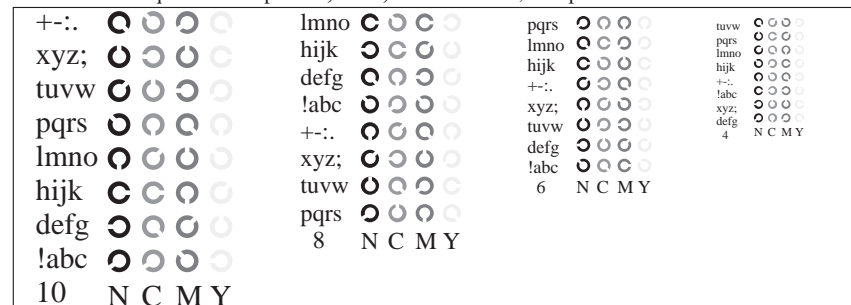 +-:.
xyz;
tuvw
pqrs
lmno
hijk
defg
!abc
10 N C M Y
lmno
hijk
defg
!abc
+-:.
xyz;
tuvw
pqrs
8 N C M Y
pqrs
lmno
hijk
+-:.
xyz;
tuvw
defg
!abc
6 N C M Y
tuvw
pqrs
lmno
hijk
+-:.
!abc
xyz;
defg
4 N C M Y